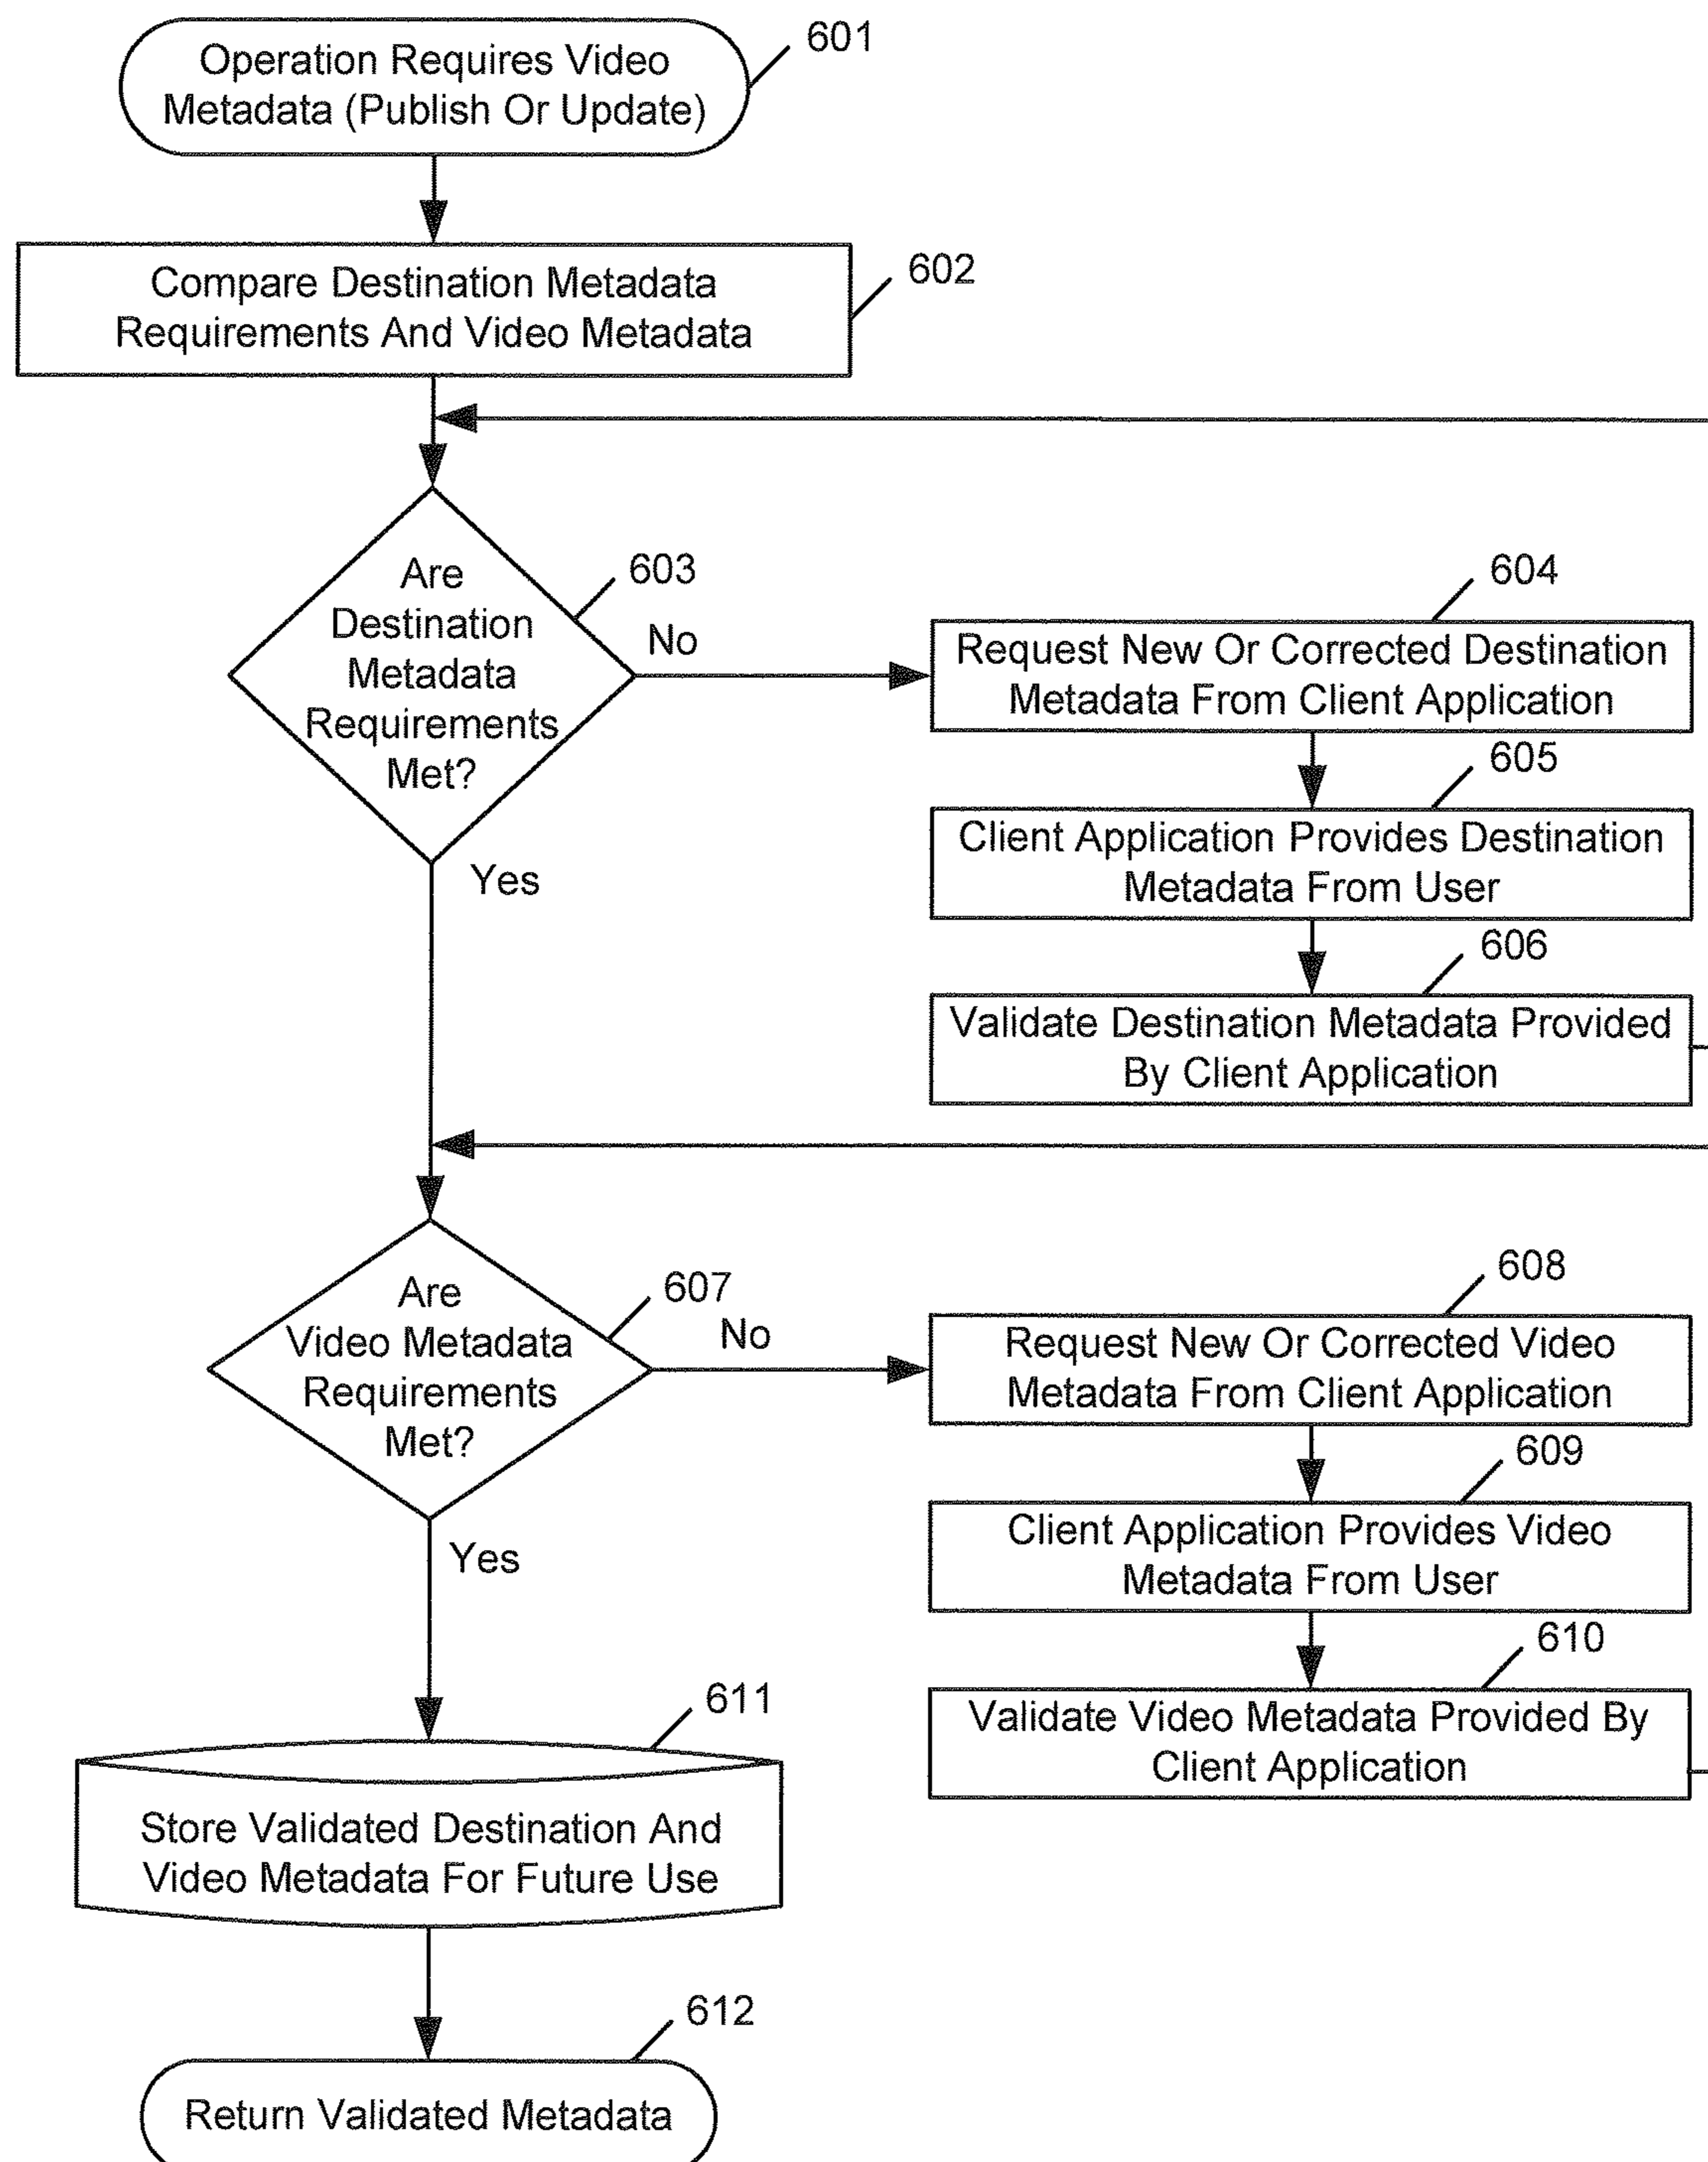 601
Operation Requires Video
Metadata (Publish Or Update)
602
Compare Destination Metadata
Requirements And Video Metadata
603
Are
Destination
Metadata
Requirements
Met?
No
Yes
604
Request New Or Corrected Destination
Metadata From Client Application
605
Client Application Provides Destination
Metadata From User
606
Validate Destination Metadata Provided
By Client Application
607
Are
Video Metadata
Requirements
Met?
No
Yes
608
Request New Or Corrected Video
Metadata From Client Application
609
Client Application Provides Video
Metadata From User
610
Validate Video Metadata Provided By
Client Application
611
Store Validated Destination And
Video Metadata For Future Use
612
Return Validated Metadata